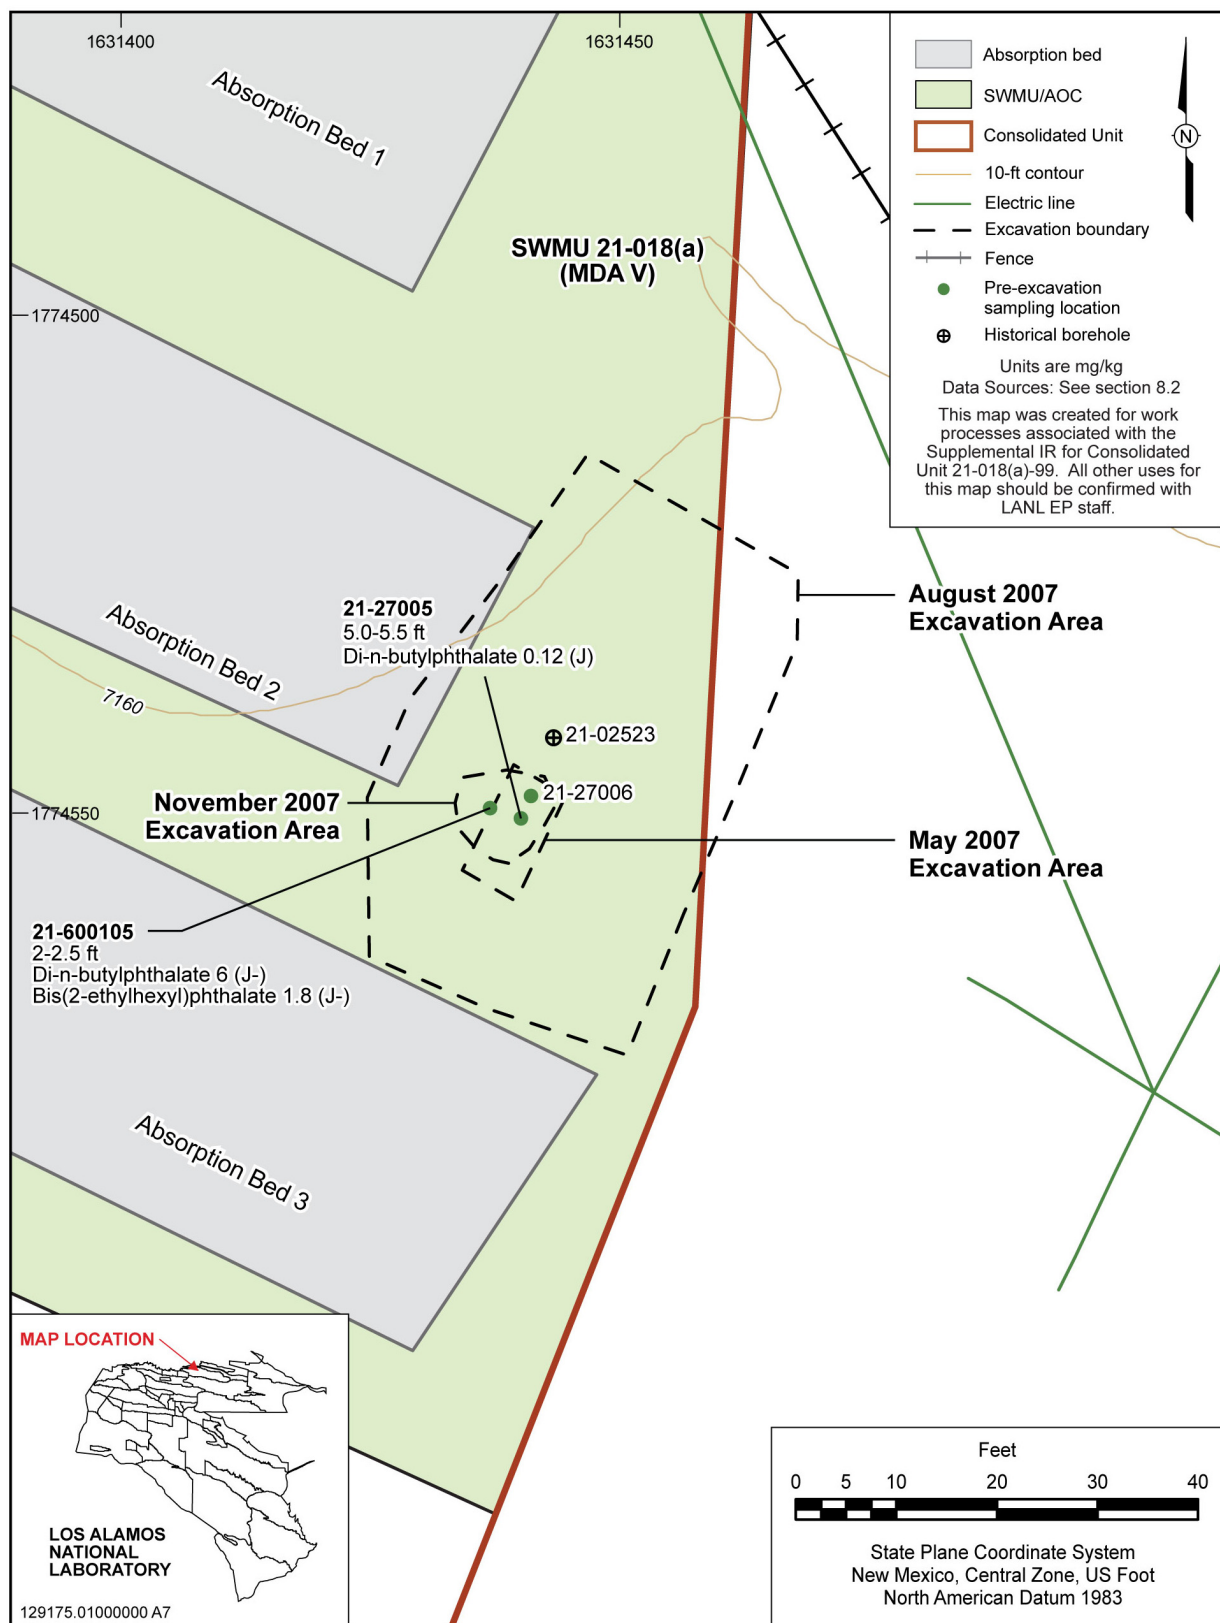 1631400
1631450
Absorption Bed 1
SWMU 21-018(a)
(MDA V)
1774500
Absorption bed
SWMU/AOC
Consolidated Unit
10-ft contour
Electric line
Excavation boundary
Fence
Pre-excavation
sampling location
Historical borehole
N
Units are mg/kg
Data Sources: See section 8.2
This map was created for work
processes associated with the
Supplemental IR for Consolidated
Unit 21-018(a)-99. All other uses for
this map should be confirmed with
LANL EP staff.
August 2007
Excavation Area
21-27005
5.0-5.5 ft
Di-n-butylphthalate 0.12 (J)
Absorption Bed 2
7160
21-02523
21-27006
November 2007
Excavation Area
1774550
May 2007
Excavation Area
21-600105
2-2.5 ft
Di-n-butylphthalate 6 (J-)
Bis(2-ethylhexyl)phthalate 1.8 (J-)
Absorption Bed 3
MAP LOCATION
LOS ALAMOS
NATIONAL
LABORATORY
129175.01000000 A7
Feet
0 5 10 20 30 40
State Plane Coordinate System
New Mexico, Central Zone, US Foot
North American Datum 1983